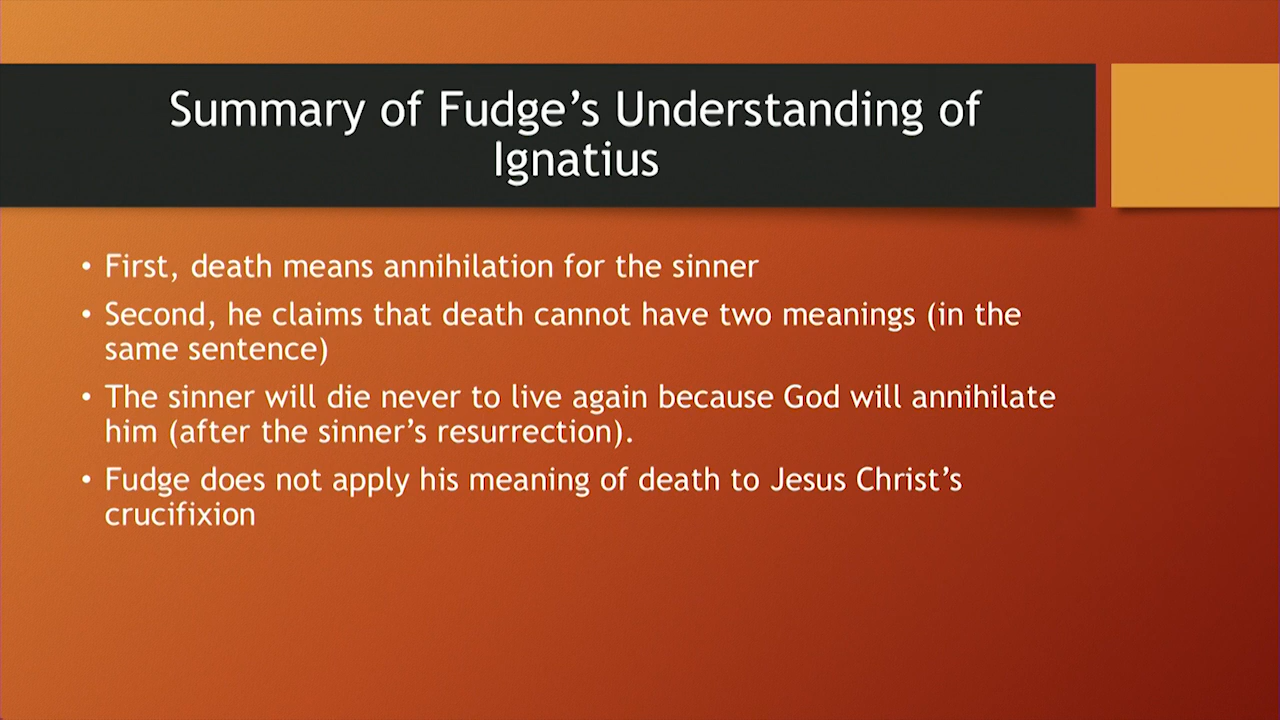 Summary of Fudge’s Understanding of
Ignatius
• First, death means annihilation for the sinner
• Second, he claims that death cannot have two meanings (in the
same sentence)
• The sinner will die never to live again because God will annihilate
him (after the sinner’s resurrection).
• Fudge does not apply his meaning of death to Jesus Christ’s
crucifixion